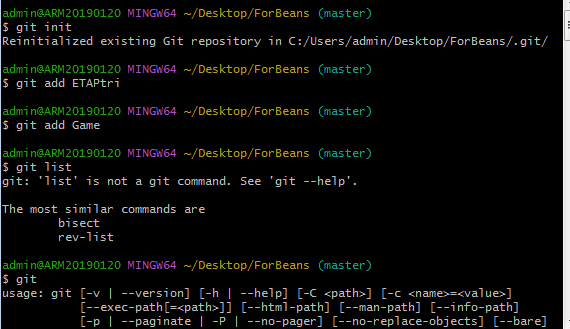 admin@ARM20190120 MINGW64 ~/Desktop/ForBeans (master)
$ git init
Reinitialized existing Git repository in C:/Users/admin/Desktop/ForBeans/.git/
admin@ARM20190120 MINGW64 ~/Desktop/ForBeans (master)
$ git add ETAPtri
admin@ARM20190120 MINGW64 ~/Desktop/ForBeans (master)
$ git add Game
admin@ARM20190120 MINGW64 ~/Desktop/ForBeans (master)
$ git list
git: 'list' is not a git command. See 'git --help'.
The most similar commands are
bisect
rev-list
admin@ARM20190120 MINGW64 ~/Desktop/ForBeans (master)
$ git
usage: git [-v | --version] [-h | --help] [-C <path>] [-c <name>=<value>]
[--exec-path[=<path>]] [--html-path] [--man-path] [--info-path]
[-p | --paginate | -P | --no-pager] [--no-replace-objects] [--bare]